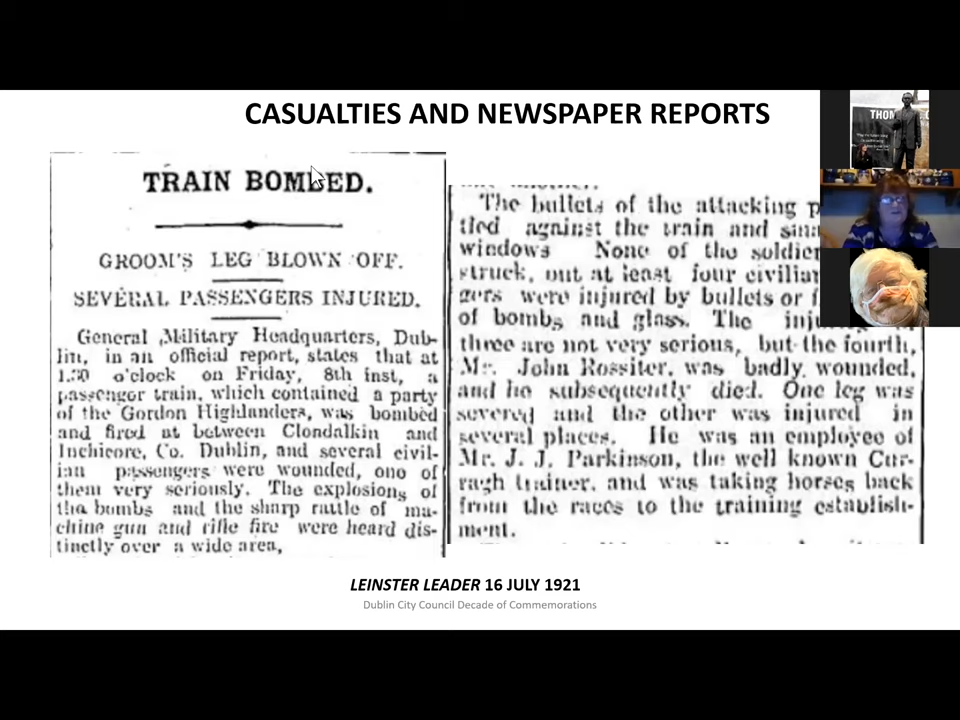 CASUALTIES AND NEWSPAPER REPORTS
TRAIN BOMBED.
GROOM'S LEG BLOWN OFF.
SEVERAL PASSENGERS INJURED.
General Military Headquarters, Dub-
lin, in an official report, states that at
1.30 o'clock on Friday, 8th inst, a
passenger train, which contained a party
of the Gordon Highlanders, was bombed
and fired at between Clondalkin and
Inchicore, Co. Dublin, and several civil-
ian passengers were wounded, one of
them very seriously. The explosions of
the bombs and the sharp rattle of ma-
chine gun and rifle fire were heard dis-
tinctly over a wide area,
The bullets of the attacking p
tled against the train and
windows None of the soldier
struck, but at least four civilian
gers were injured by bullets or f
of bombs and glass. The inju
three are not very serious, but the fourth,
Mr. John Rossiter, was badly wounded,
and he subsequently died. One leg was
severed and the other was injured in
several places. He was an employee of
Mr. J. J. Parkinson, the well known Cur-
ragh trainer, and was taking horses back
from the races to the training establish-
ment.
LEINSTER LEADER 16 JULY 1921
Dublin City Council Decade of Commemorations
THOM